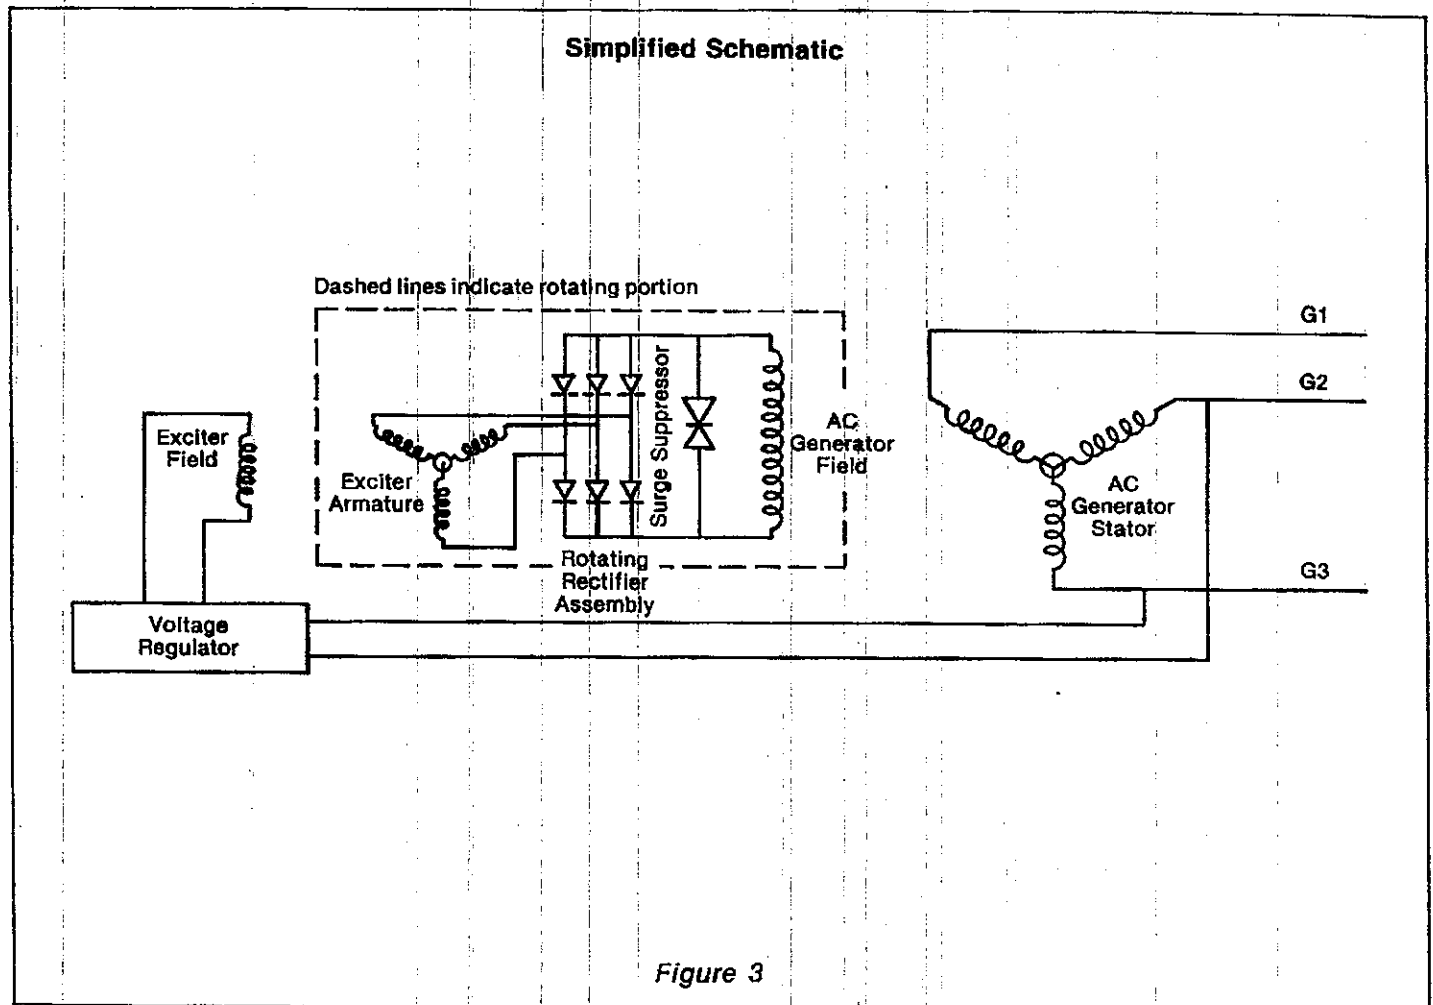 Simplified Schematic
Dashed lines indicate rotating portion
G1
G2
Exciter
Field
Exciter
Armature
Surge Suppressor
AC
Generator
Field
AC
Generator
Stator
G3
Rotating
Rectifier
Assembly
Voltage
Regulator
Figure 3